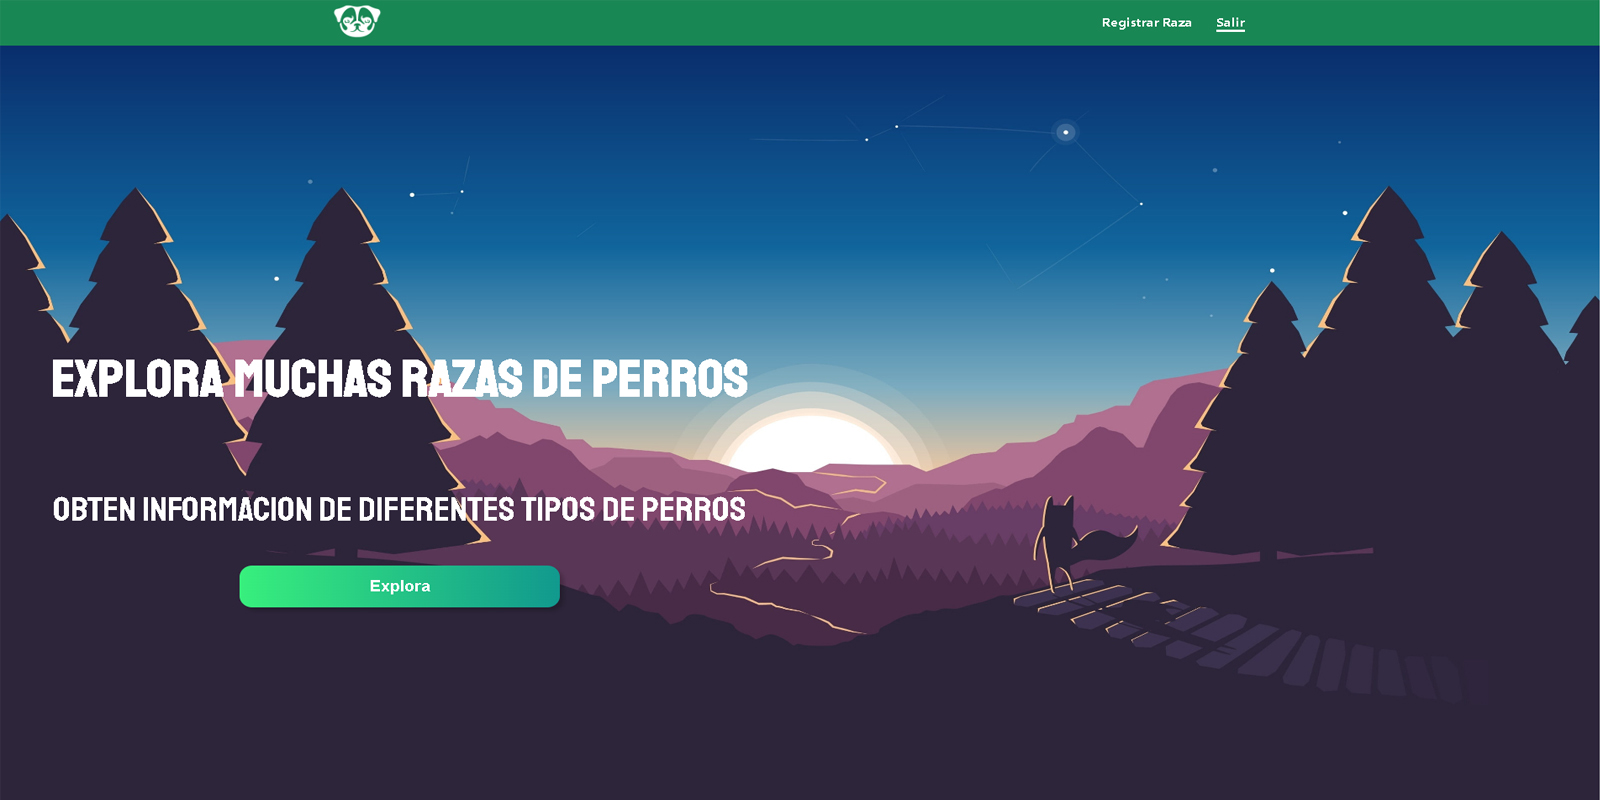 Registrar Raza Salir
EXPLORA MUCHAS RAZAS DE PERROS
OBTEN INFORMACION DE DIFERENTES TIPOS DE PERROS
Explora